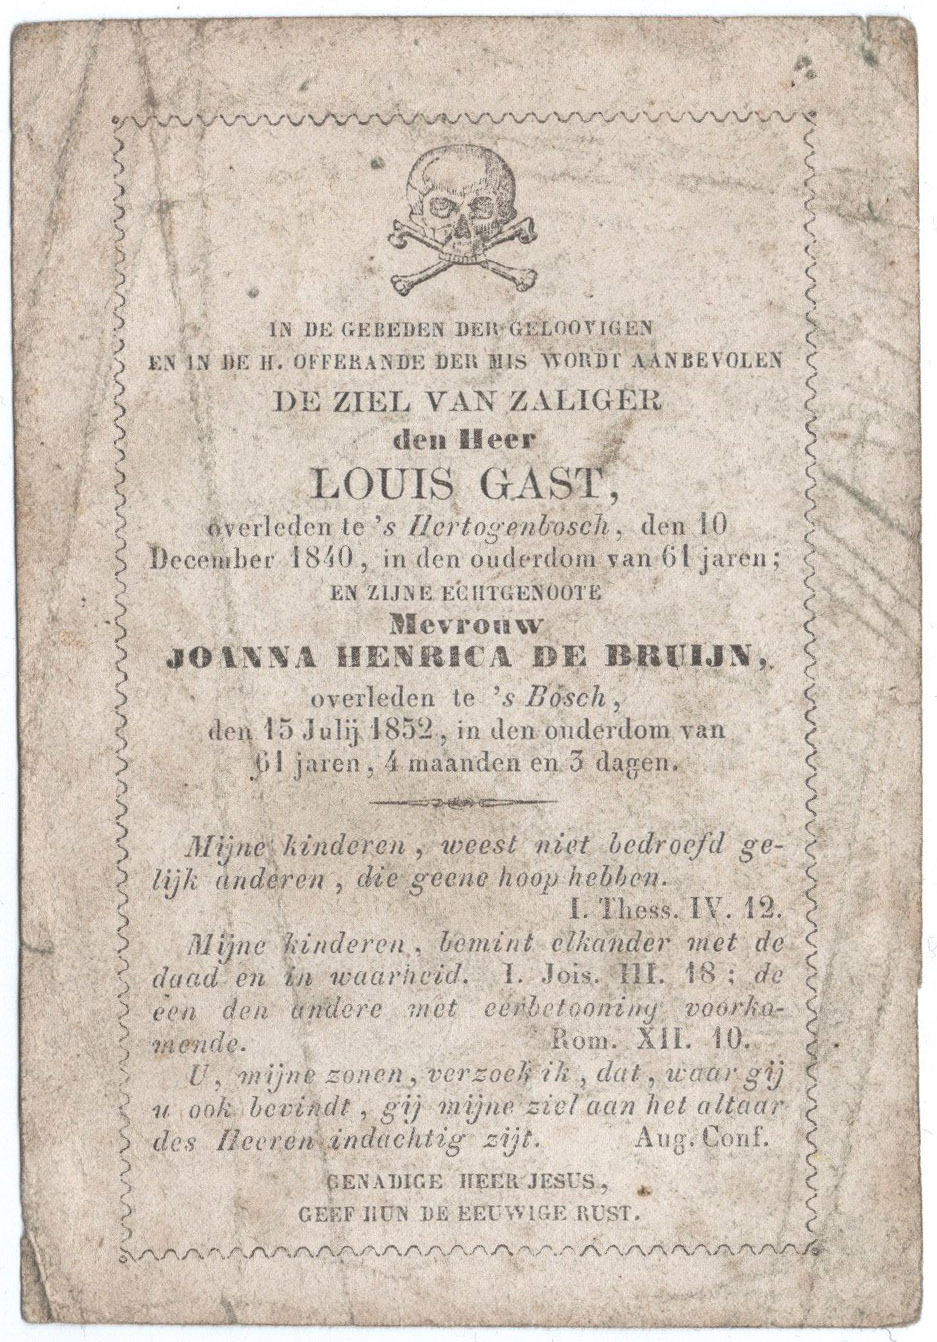 IN DE GEBEDEN DER GELOOVIGEN
EN IN DE H. OFFERANDE DER MIS WORDT AANBEVOLEN
DE ZIEL VAN ZALIGER
den Heer
LOUIS GAST,
overleden te 's Hertogenbosch, den 10
December 1840, in den ouderdom van 61 jaren;
EN ZIJNE ECHTGENOOTE
Mevrouw
JOANNA HENRICA DE BRUIJN,
overleden te 's Bosch,
den 15 Julij 1852, in den ouderdom van
61 jaren, 4 maanden en 3 dagen.
Mijne kinderen, weest niet bedroefd ge-
lijk anderen, die geene hoop hebben.
I. Thess. IV. 12.
Mijne kinderen, bemint elkander met de
daad en in waarheid. I. Jois. III. 18; de
een den andere met eerbetooning voorko-
mende. Rom. XII. 10.
U, mijne zonen, verzoek ik, dat, waar gij
u ook bevindt, gij mijne ziel aan het altaar
des Heeren indachtig zijt. Aug. Conf.
GENADIGE HEER JESUS,
GEEF HUN DE EEUWIGE RUST.